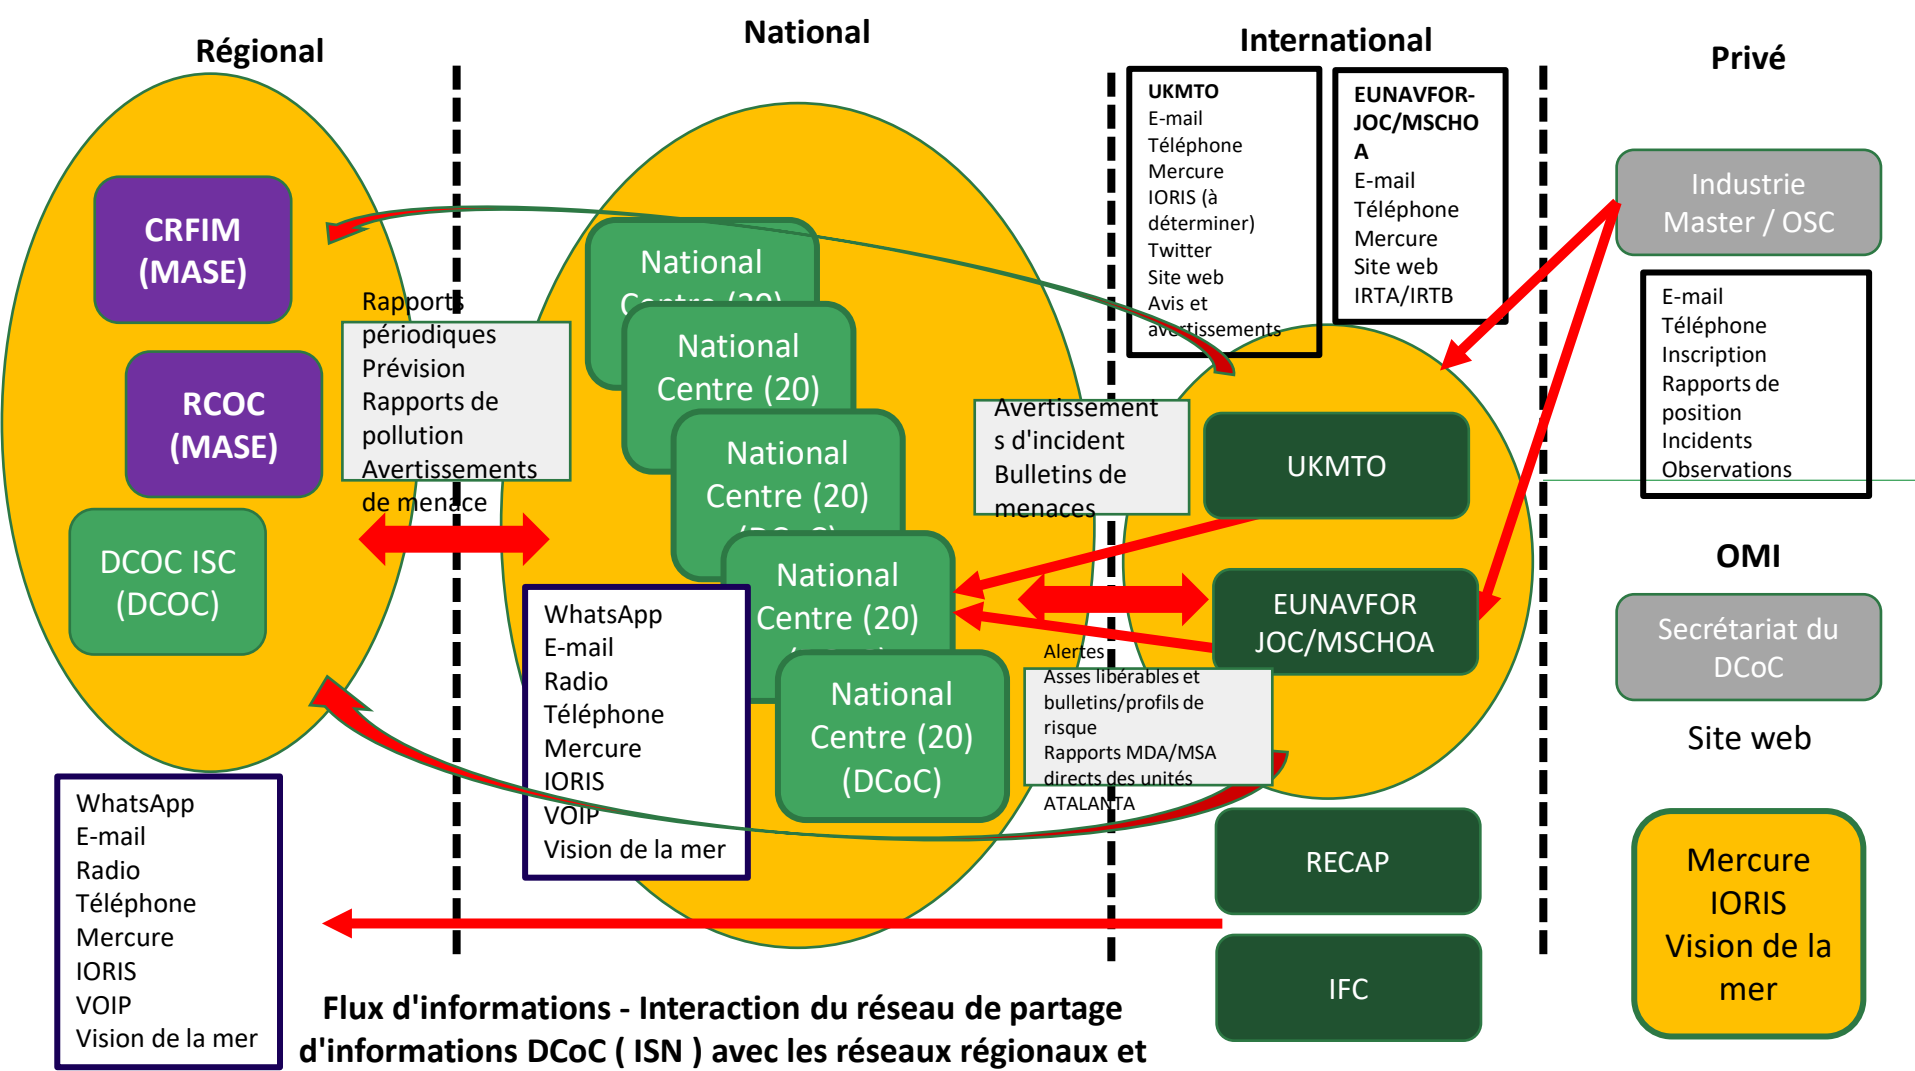 Régional
National
International
Privé
CRFIM
(MASE)
RCOC
(MASE)
DCOC ISC
(DCOC)
WhatsApp
E-mail
Radio
Téléphone
Mercure
IORIS
VOIP
Vision de la mer
Rapports
périodiques
Prévision
Rapports de
pollution
Avertissements
de menace
National
Centre (20)
National
Centre (20)
National
Centre (20)
National
Centre (20)
National
Centre (20)
(DCoC)
WhatsApp
E-mail
Radio
Téléphone
Mercure
IORIS
VOIP
Vision de la mer
UKMTO
E-mail
Téléphone
Mercure
IORIS (à
déterminer)
Twitter
Site web
Avis et
avertissements
EUNAVFOR-
JOC/MSCHO
A
E-mail
Téléphone
Mercure
Site web
IRTA/IRTB
Avertissement
s d'incident
Bulletins de
menaces
UKMTO
EUNAVFOR
JOC/MSCHOA
Alertes
Asses libérables et
bulletins/profils de
risque
Rapports MDA/MSA
directs des unités
ATALANTA
RECAP
IFC
Industrie
Master / OSC
E-mail
Téléphone
Inscription
Rapports de
position
Incidents
Observations
OMI
Secrétariat du
DCoC
Site web
Mercure
IORIS
Vision de la
mer
Flux d'informations - Interaction du réseau de partage
d'informations DCoC ( ISN ) avec les réseaux régionaux et